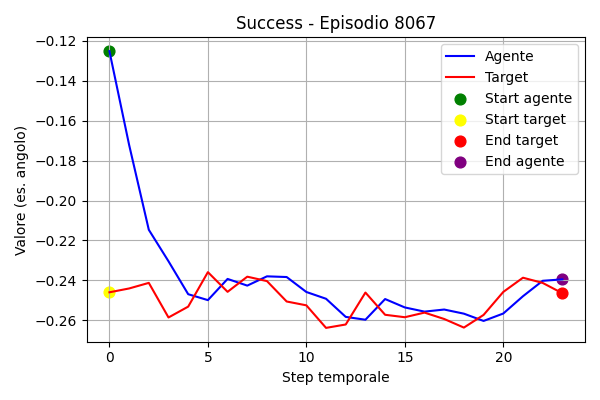 Success - Episodio 8067
Valore (es. angolo)
−0.12
−0.14
−0.16
−0.18
−0.20
−0.22
−0.24
−0.26
Agente
Target
Start agente
Start target
End target
End agente
0
5
10
15
20
Step temporale